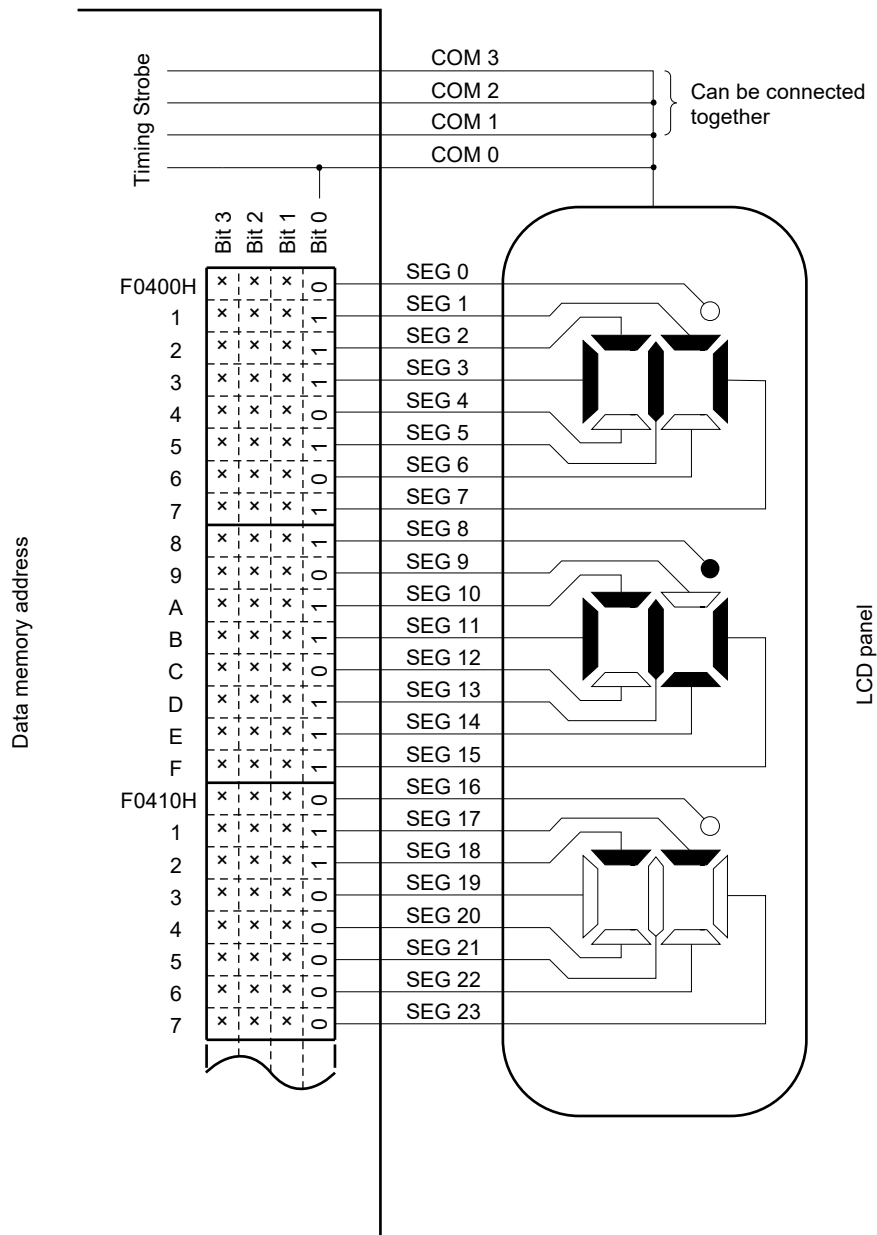 Timing Strobe
COM 3
COM 2
COM 1
COM 0
Can be connected
together
Bit 3
Bit 2
Bit 1
Bit 0
Data memory address
F0400H × × × 0 SEG 0
1 × × × 1 SEG 1
2 × × × 1 SEG 2
3 × × × 1 SEG 3
4 × × × 0 SEG 4
5 × × × 1 SEG 5
6 × × × 0 SEG 6
7 × × × 1 SEG 7
8 × × × 1 SEG 8
9 × × × 0 SEG 9
A × × × 1 SEG 10
B × × × 1 SEG 11
C × × × 0 SEG 12
D × × × 1 SEG 13
E × × × 1 SEG 14
F × × × 1 SEG 15
F0410H × × × 0 SEG 16
1 × × × 1 SEG 17
2 × × × 1 SEG 18
3 × × × 0 SEG 19
4 × × × 0 SEG 20
5 × × × 0 SEG 21
6 × × × 0 SEG 22
7 × × × 0 SEG 23
LCD panel